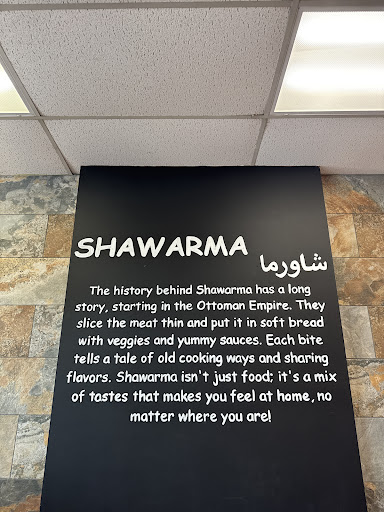 SHAWARMA
شاورما
The history behind Shawarma has a long
story, starting in the Ottoman Empire. They
slice the meat thin and put it in soft bread
with veggies and yummy sauces. Each bite
tells a tale of old cooking ways and sharing
flavors. Shawarma isn't just food; it's a mix
of tastes that makes you feel at home, no
matter where you are!